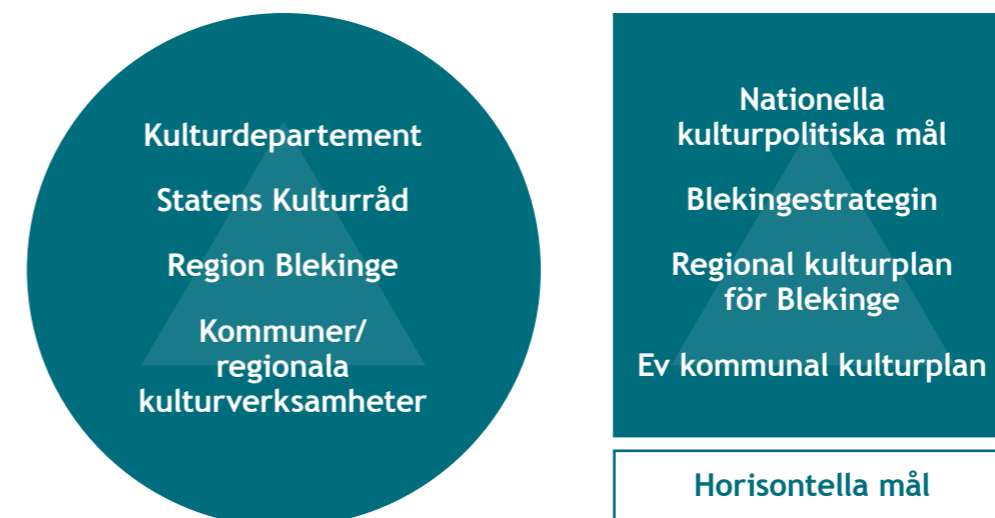 Kulturdepartement
Statens Kulturråd
Region Blekinge
Kommuner/
regionala
kulturverksamheter
Nationella
kulturpolitiska mål
Blekingestrategin
Regional kulturplan
för Blekinge
Ev kommunal kulturplan
Horisontella mål